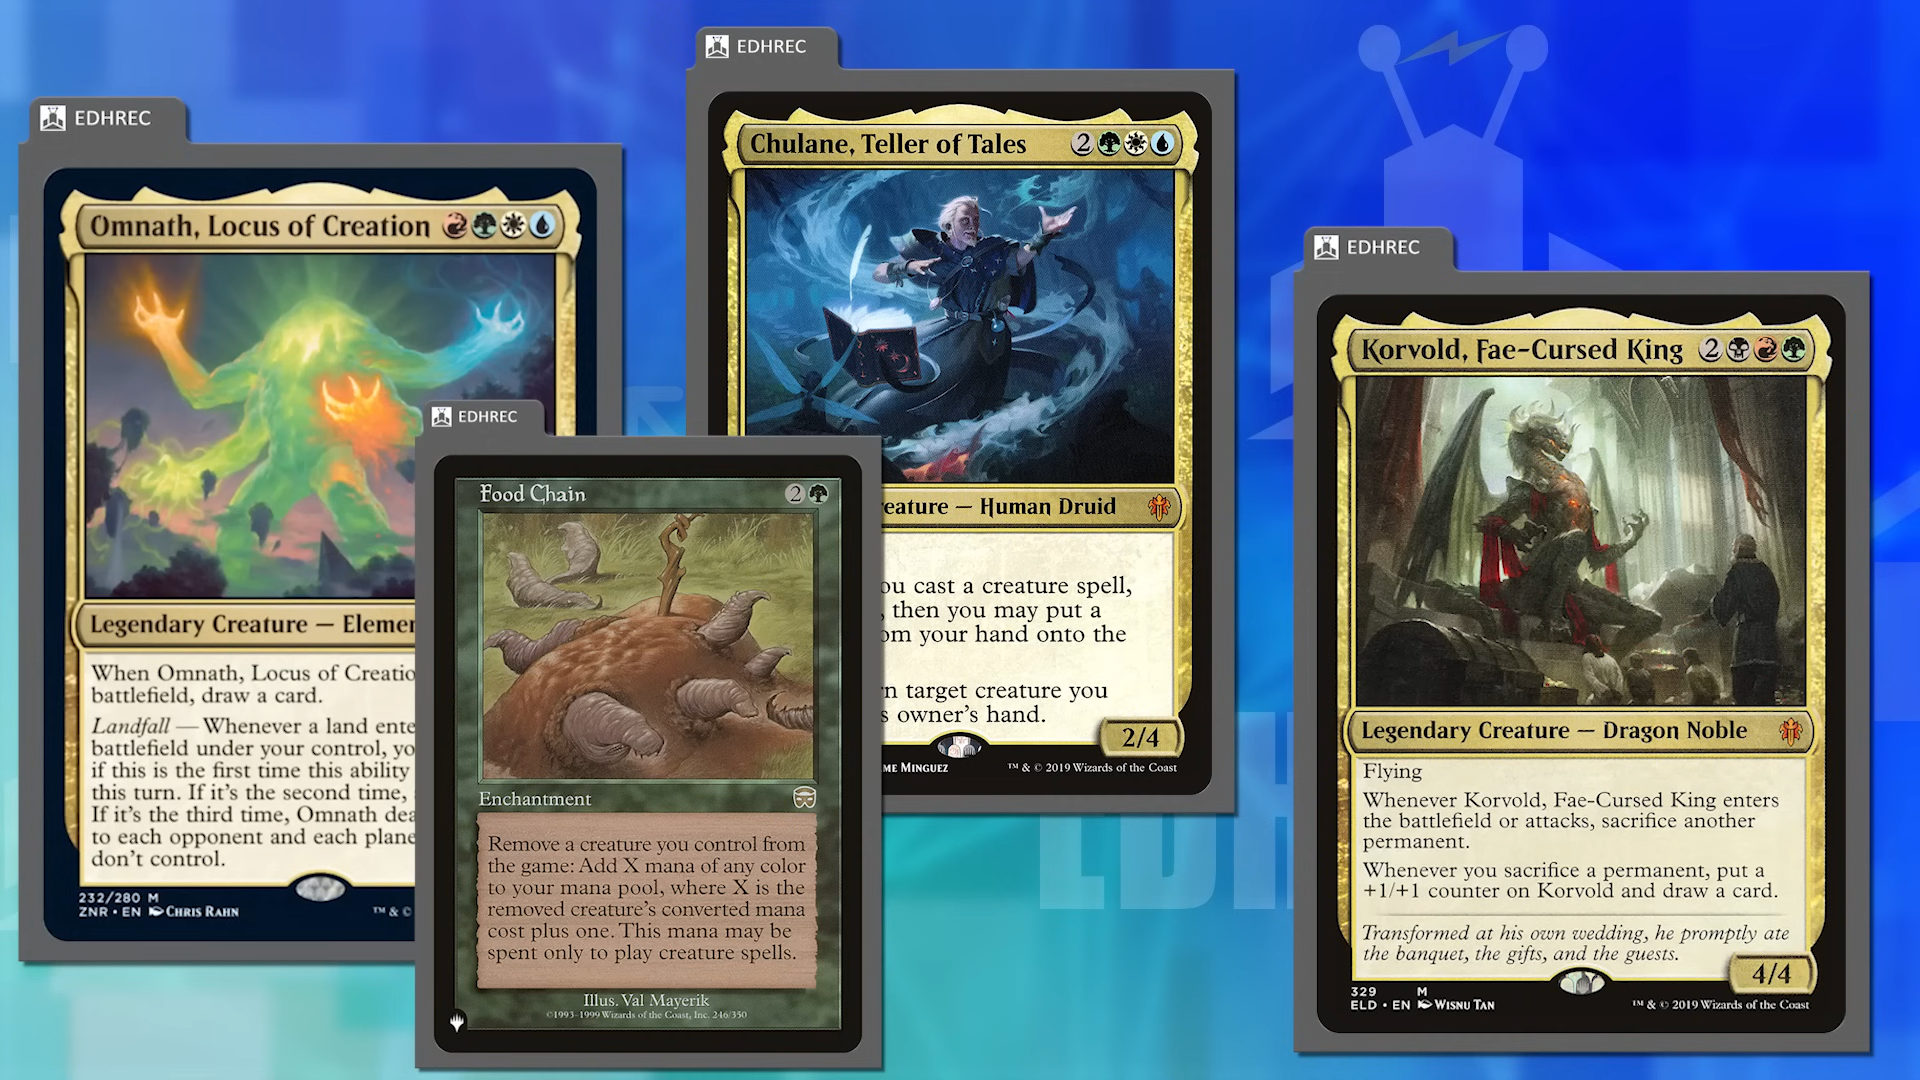 EDHREC
Omnath, Locus of Creation
Legendary Creature — Elemen
When Omnath, Locus of Creatio
battlefield, draw a card.
Landfall — Whenever a land ente
battlefield under your control, yo
if this is the first time this ability
this turn. If it's the second time,
If it's the third time, Omnath dea
to each opponent and each plane
don't control.
232/280 M
ZNR • EN Chris Rahn
™ & ©
EDHREC
Food Chain 2
Enchantment
Remove a creature you control from
the game: Add X mana of any color
to your mana pool, where X is the
removed creature's converted mana
cost plus one. This mana may be
spent only to play creature spells.
Illus. Val Mayerik
©1993-1999 Wizards of the Coast, Inc. 246/350
EDHREC
Chulane, Teller of Tales 2
reature — Human Druid
ou cast a creature spell,
, then you may put a
om your hand onto the
rn target creature you
s owner's hand.
2/4
me Minguez ™ & © 2019 Wizards of the Coast
EDHREC
Korvold, Fae-Cursed King 2
Legendary Creature — Dragon Noble
Flying
Whenever Korvold, Fae-Cursed King enters
the battlefield or attacks, sacrifice another
permanent.
Whenever you sacrifice a permanent, put a
+1/+1 counter on Korvold and draw a card.
Transformed at his own wedding, he promptly ate
the banquet, the gifts, and the guests.
4/4
329 M
ELD • EN Wisnu Tan ™ & © 2019 Wizards of the Coast
EDH